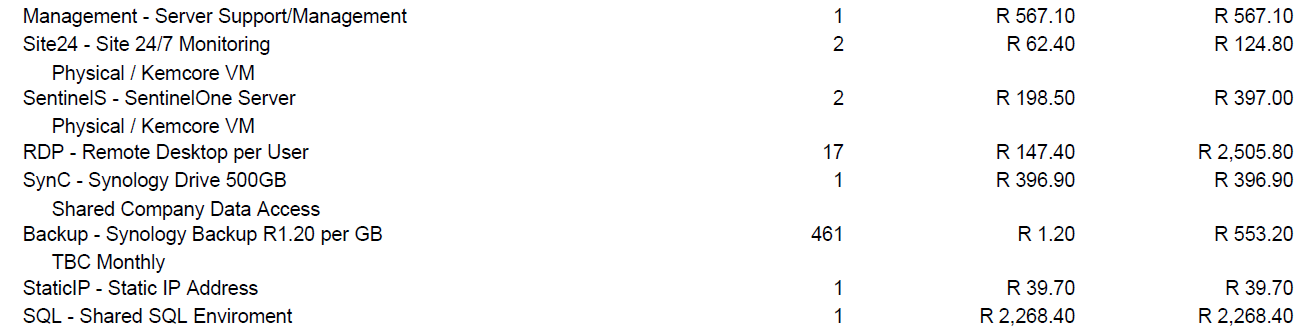 Management - Server Support/Management 1 R 567.10 R 567.10
Site24 - Site 24/7 Monitoring 2 R 62.40 R 124.80
Physical / Kemcore VM
SentinelS - SentinelOne Server 2 R 198.50 R 397.00
Physical / Kemcore VM
RDP - Remote Desktop per User 17 R 147.40 R 2,505.80
SynC - Synology Drive 500GB 1 R 396.90 R 396.90
Shared Company Data Access
Backup - Synology Backup R1.20 per GB 461 R 1.20 R 553.20
TBC Monthly
StaticIP - Static IP Address 1 R 39.70 R 39.70
SQL - Shared SQL Enviroment 1 R 2,268.40 R 2,268.40